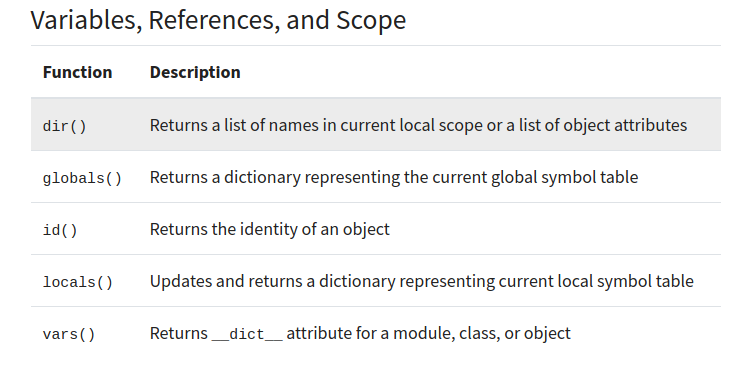 Variables, References, and Scope
Function Description
dir() Returns a list of names in current local scope or a list of object attributes
globals() Returns a dictionary representing the current global symbol table
id() Returns the identity of an object
locals() Updates and returns a dictionary representing current local symbol table
vars() Returns __dict__ attribute for a module, class, or object